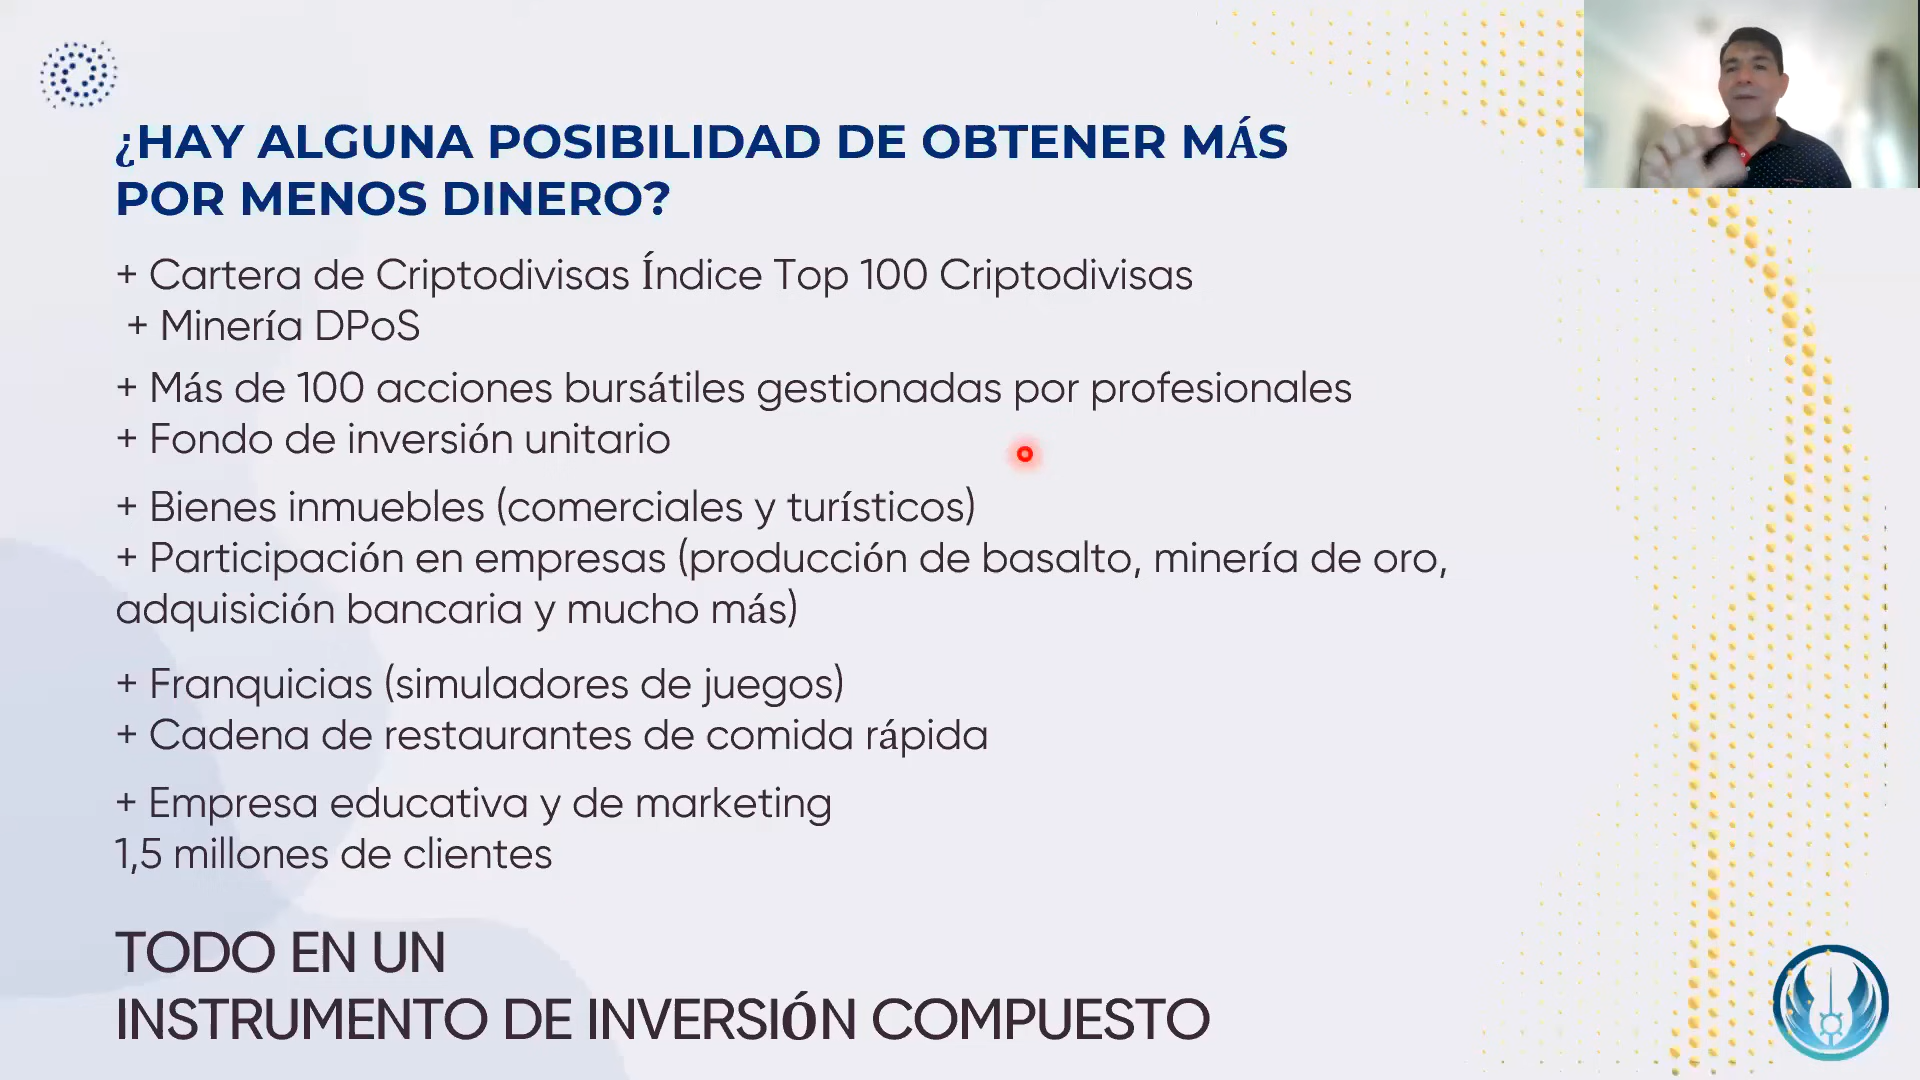 ¿HAY ALGUNA POSIBILIDAD DE OBTENER MÁS
POR MENOS DINERO?
+ Cartera de Criptodivisas Índice Top 100 Criptodivisas
+ Minería DPoS
+ Más de 100 acciones bursátiles gestionadas por profesionales
+ Fondo de inversión unitario
+ Bienes inmuebles (comerciales y turísticos)
+ Participación en empresas (producción de basalto, minería de oro,
adquisición bancaria y mucho más)
+ Franquicias (simuladores de juegos)
+ Cadena de restaurantes de comida rápida
+ Empresa educativa y de marketing
1,5 millones de clientes
TODO EN UN
INSTRUMENTO DE INVERSIÓN COMPUESTO